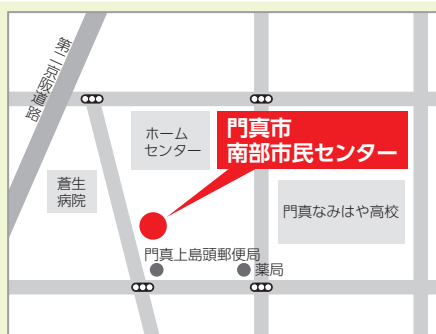 第二京阪道路
ホーム
センター
門真市
南部市民センター
蒼生
病院
門真なみはや高校
門真上島頭郵便局
薬局